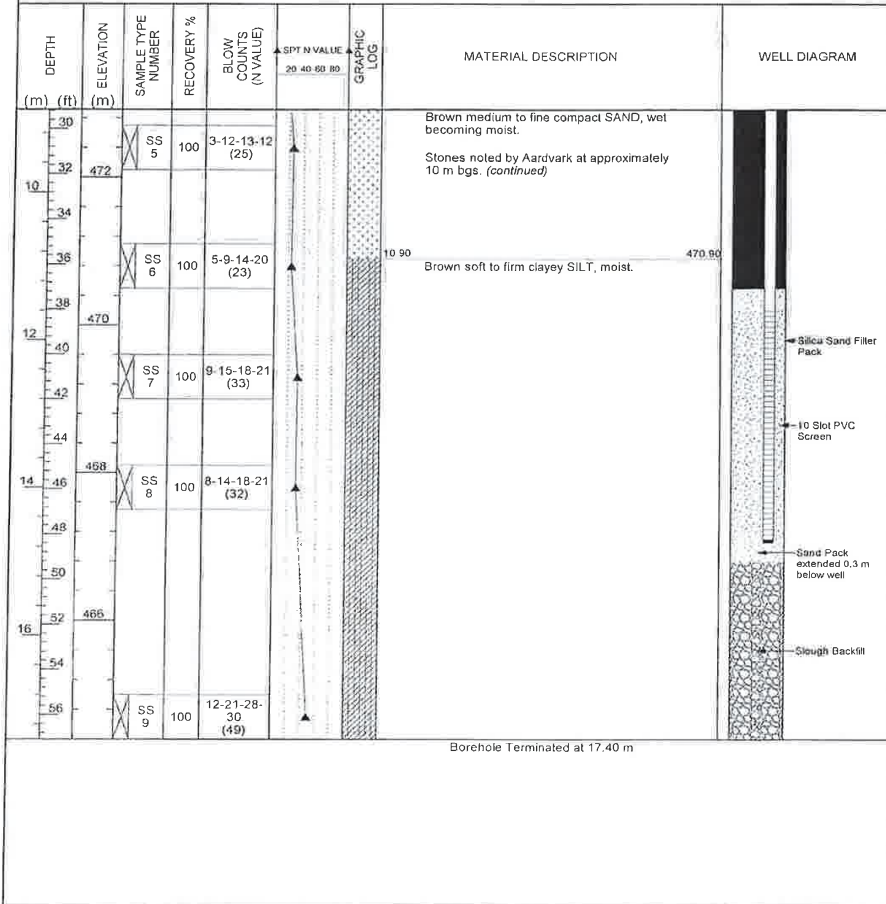 DEPTH
(m) (ft)
ELEVATION
(m)
SAMPLE TYPE
NUMBER
RECOVERY %
BLOW
COUNTS
(N VALUE)
SPT N VALUE
20 40 60 80
GRAPHIC
LOG
MATERIAL DESCRIPTION
WELL DIAGRAM
30
32
10
34
36
38
12
40
42
44
14
46
48
50
52
16
54
56
472
470
468
466
SS
5
100
3-12-13-12
(25)
SS
6
100
5-9-14-20
(23)
SS
7
100
9-15-18-21
(33)
SS
8
100
8-14-18-21
(32)
SS
9
100
12-21-28-
30
(49)
Brown medium to fine compact SAND, wet
becoming moist.
Stones noted by Aardvark at approximately
10 m bgs. (continued)
10.90
470.90
Brown soft to firm clayey SILT, moist.
Silica Sand Filter
Pack
10 Slot PVC
Screen
Sand Pack
extended 0.3 m
below well
Slough Backfill
Borehole Terminated at 17.40 m